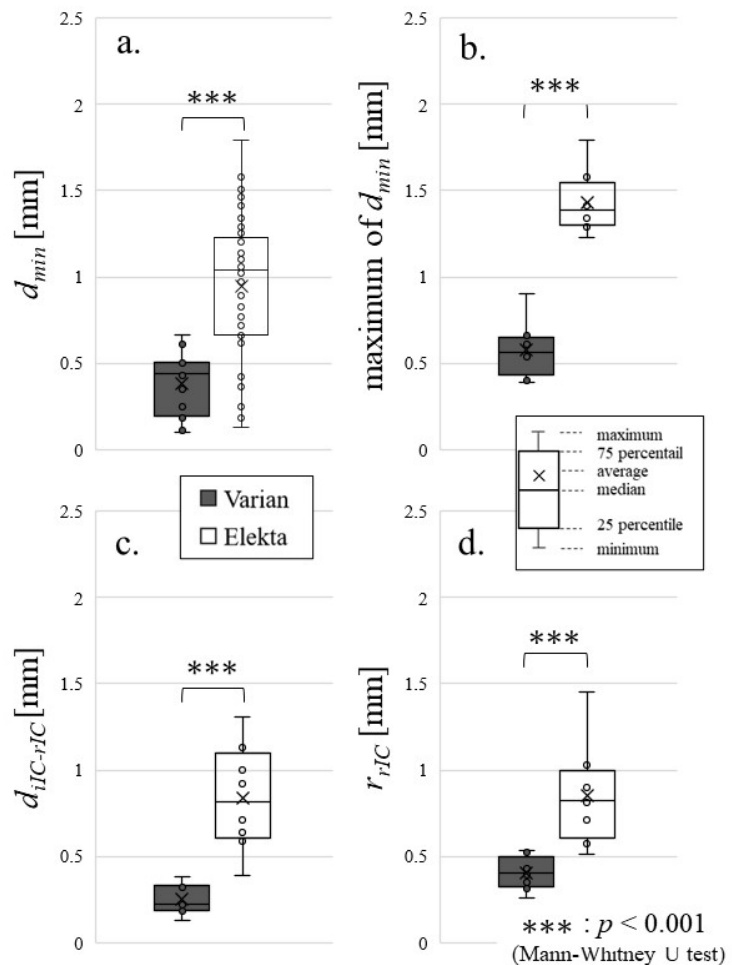 a.
***
d_min [mm]
2.5
2
1.5
1
0.5
0
b.
***
maximum of d_min [mm]
2.5
2
1.5
1
0.5
0
maximum
75 percentail
average
median
25 percentile
minimum
Varian
Elekta
c.
***
d_iIC-rIC [mm]
2.5
2
1.5
1
0.5
0
d.
***
r_rIC [mm]
2.5
2
1.5
1
0.5
0
*** : p < 0.001
(Mann-Whitney U test)